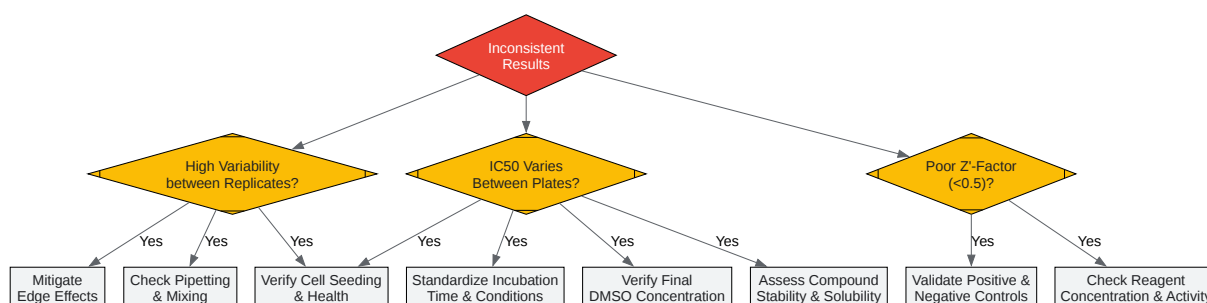 Inconsistent
Results
High Variability
between Replicates?
IC50 Varies
Between Plates?
Poor Z'-Factor
(<0.5)?
Yes
Yes
Yes
Yes
Yes
Yes
Yes
Yes
Yes
Mitigate
Edge Effects
Check Pipetting
& Mixing
Verify Cell Seeding
& Health
Standardize Incubation
Time & Conditions
Verify Final
DMSO Concentration
Assess Compound
Stability & Solubility
Validate Positive &
Negative Controls
Check Reagent
Concentration & Activity